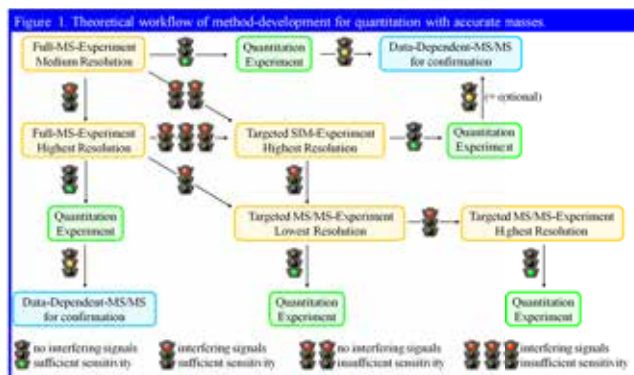 Figure 1. Theoretical workflow of method-development for quantitation with accurate masses.
Full-MS-Experiment
Medium Resolution
Quantitation
Experiment
Data-Dependent-MS/MS
for confirmation
(= optional)
Full-MS-Experiment
Highest Resolution
Targeted SIM-Experiment
Highest Resolution
Quantitation
Experiment
Quantitation
Experiment
Targeted MS/MS-Experiment
Lowest Resolution
Targeted MS/MS-Experiment
Highest Resolution
Data-Dependent-MS/MS
for confirmation
Quantitation
Experiment
Quantitation
Experiment
no interfering signals
sufficient sensitivity
interfering signals
sufficient sensitivity
no interfering signals
insufficient sensitivity
interfering signals
insufficient sensitivity